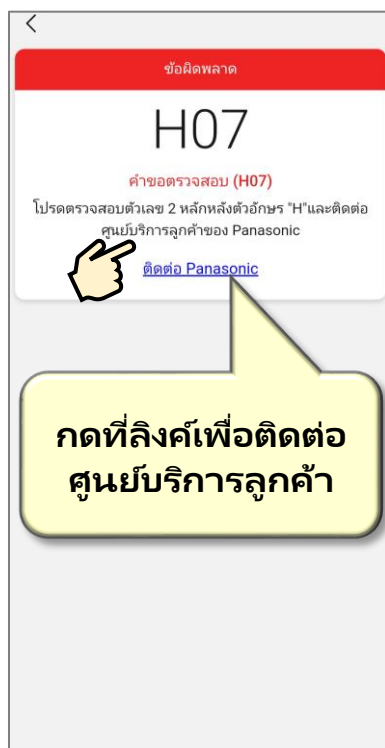 ข้อผิดพลาด
H07
คำขอตรวจสอบ (H07)
โปรดตรวจสอบตัวเลข 2 หลักหลังตัวอักษร "H"และติดต่อ
ศูนย์บริการลูกค้าของ Panasonic
ติดต่อ Panasonic
กดที่ลิงค์เพื่อติดต่อ
ศูนย์บริการลูกค้า